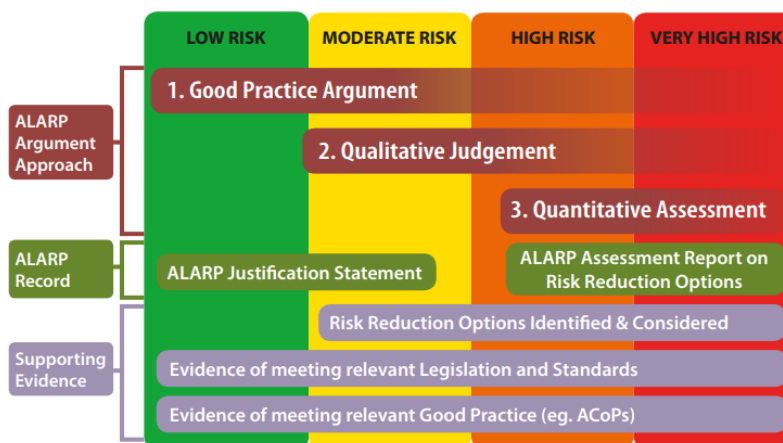 LOW RISK
MODERATE RISK
HIGH RISK
VERY HIGH RISK
ALARP
Argument
Approach
1. Good Practice Argument
2. Qualitative Judgement
3. Quantitative Assessment
ALARP
Record
ALARP Justification Statement
ALARP Assessment Report on
Risk Reduction Options
Supporting
Evidence
Risk Reduction Options Identified & Considered
Evidence of meeting relevant Legislation and Standards
Evidence of meeting relevant Good Practice (eg. ACoPs)